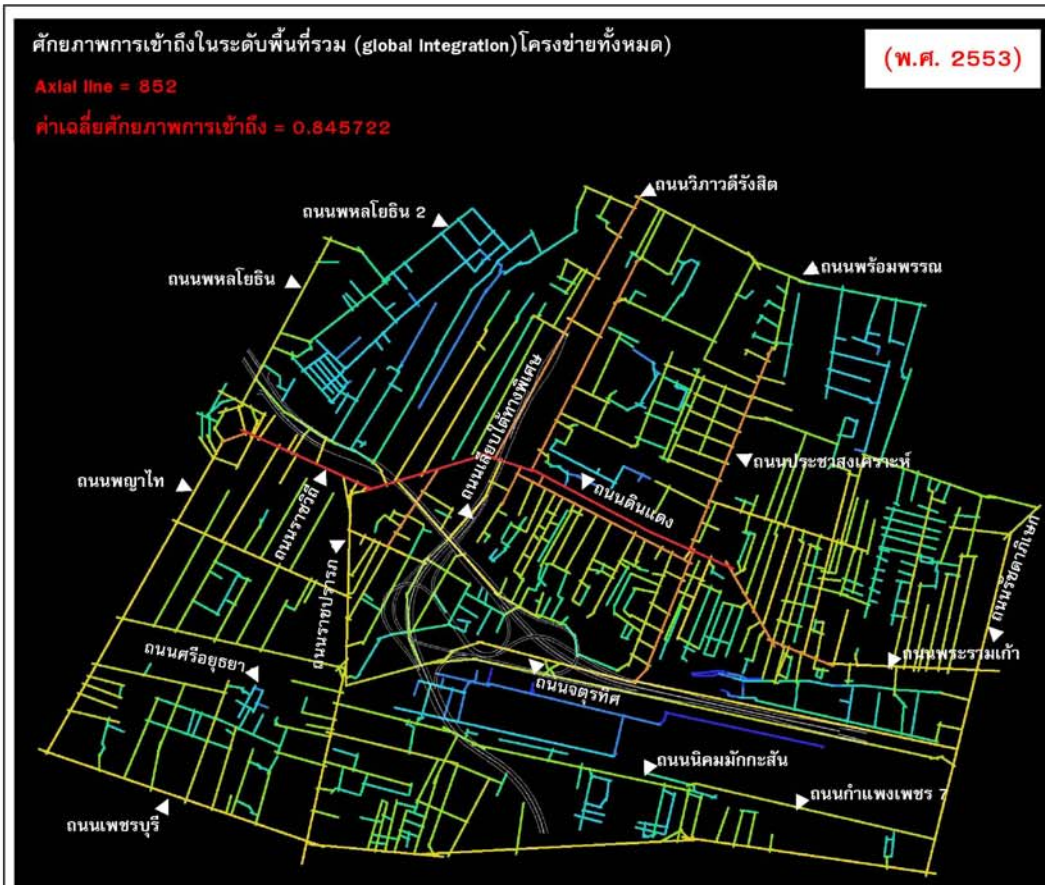 ศักยภาพการเข้าถึงในระดับพื้นที่รวม (global integration)โครงข่ายทั้งหมด)
(พ.ศ. 2553)
Axial line = 852
ค่าเฉลี่ยศักยภาพการเข้าถึง = 0.845722
ถนนวิภาวดีรังสิต
ถนนพหลโยธิน 2
ถนนพร้อมพรรณ
ถนนพหลโยธิน
ถนนเลียบใต้ทางพิเศษ
ถนนประชาสงเคราะห์
ถนนพญาไท
ถนนดินแดง
ถนนราชวิถี
ถนนรัชดาภิเษก
ถนนราชปรารภ
ถนนศรีอยุธยา
ถนนพระรามเก้า
ถนนจตุรทิศ
ถนนนิคมมักกะสัน
ถนนกำแพงเพชร 7
ถนนเพชรบุรี